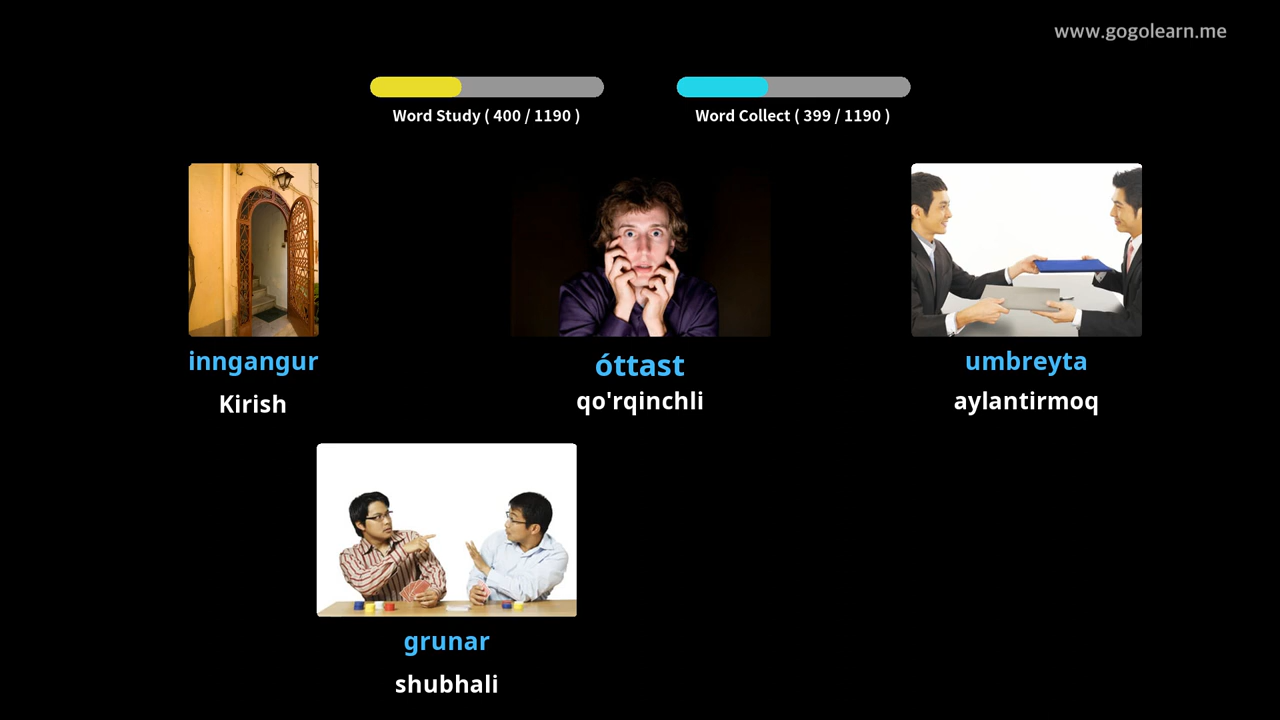 www.gogolearn.me
Word Study ( 400 / 1190 )
Word Collect ( 399 / 1190 )
inngangur
Kirish
óttast
qo'rqinchli
umbreyta
aylantirmoq
grunar
shubhali